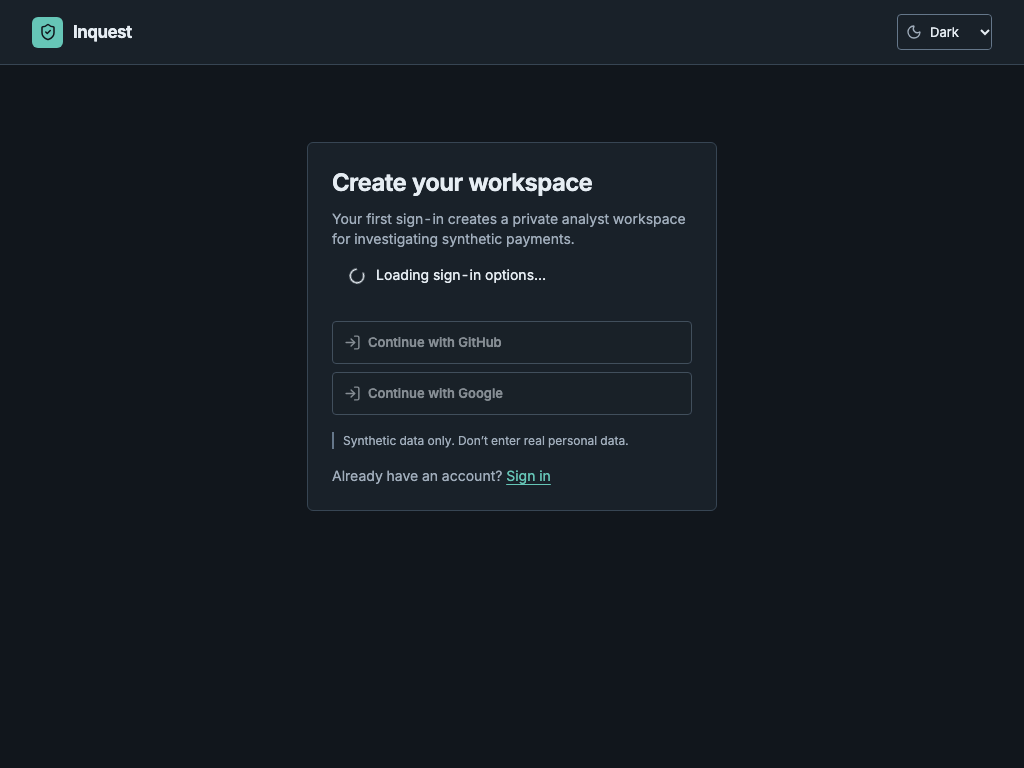 Inquest
Dark
Create your workspace
Your first sign-in creates a private analyst workspace
for investigating synthetic payments.
Loading sign-in options...
Continue with GitHub
Continue with Google
Synthetic data only. Don’t enter real personal data.
Already have an account? Sign in